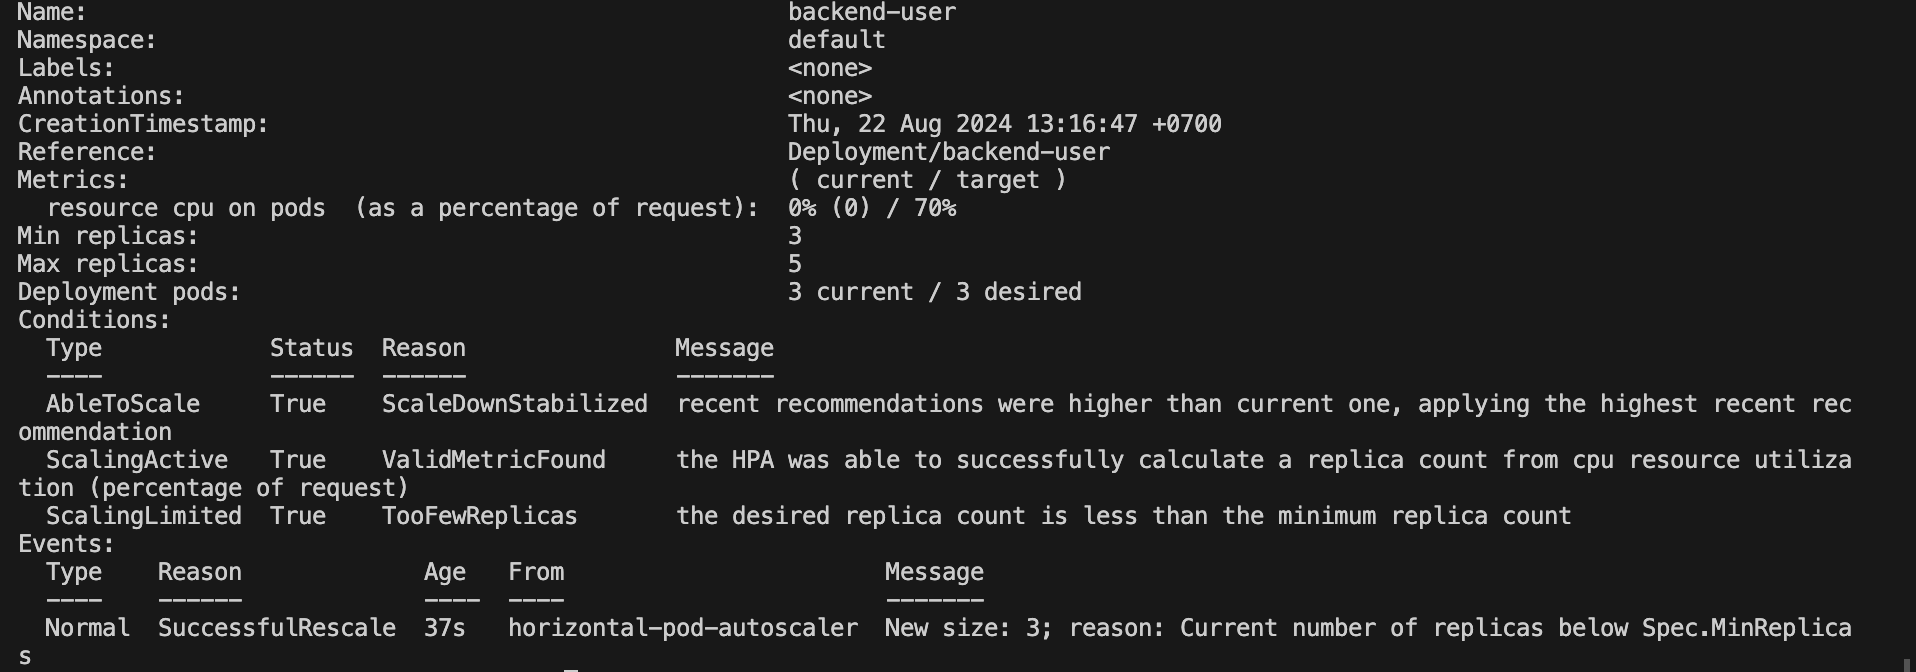 Name: backend-user
Namespace: default
Labels: <none>
Annotations: <none>
CreationTimestamp: Thu, 22 Aug 2024 13:16:47 +0700
Reference: Deployment/backend-user
Metrics: ( current / target )
resource cpu on pods (as a percentage of request): 0% (0) / 70%
Min replicas: 3
Max replicas: 5
Deployment pods: 3 current / 3 desired
Conditions:
Type Status Reason Message
---- ------ ------ -------
AbleToScale True ScaleDownStabilized recent recommendations were higher than current one, applying the highest recent rec
ommendation
ScalingActive True ValidMetricFound the HPA was able to successfully calculate a replica count from cpu resource utiliza
tion (percentage of request)
ScalingLimited True TooFewReplicas the desired replica count is less than the minimum replica count
Events:
Type Reason Age From Message
---- ------ ---- ---- -------
Normal SuccessfulRescale 37s horizontal-pod-autoscaler New size: 3; reason: Current number of replicas below Spec.MinReplica
s